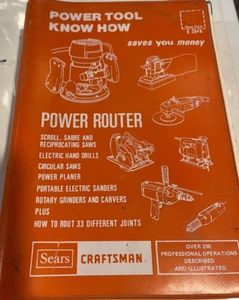 POWER TOOL
KNOW HOW
saves you money
POWER ROUTER
SCROLL, SABRE AND
RECIPROCATING SAWS
ELECTRIC HAND DRILLS
CIRCULAR SAWS
POWER PLANER
PORTABLE ELECTRIC SANDERS
ROTARY GRINDERS AND CARVERS
PLUS
HOW TO ROUT 33 DIFFERENT JOINTS
Sears
CRAFTSMAN
OVER 200
PROFESSIONAL OPERATIONS
DESCRIBED
AND ILLUSTRATED